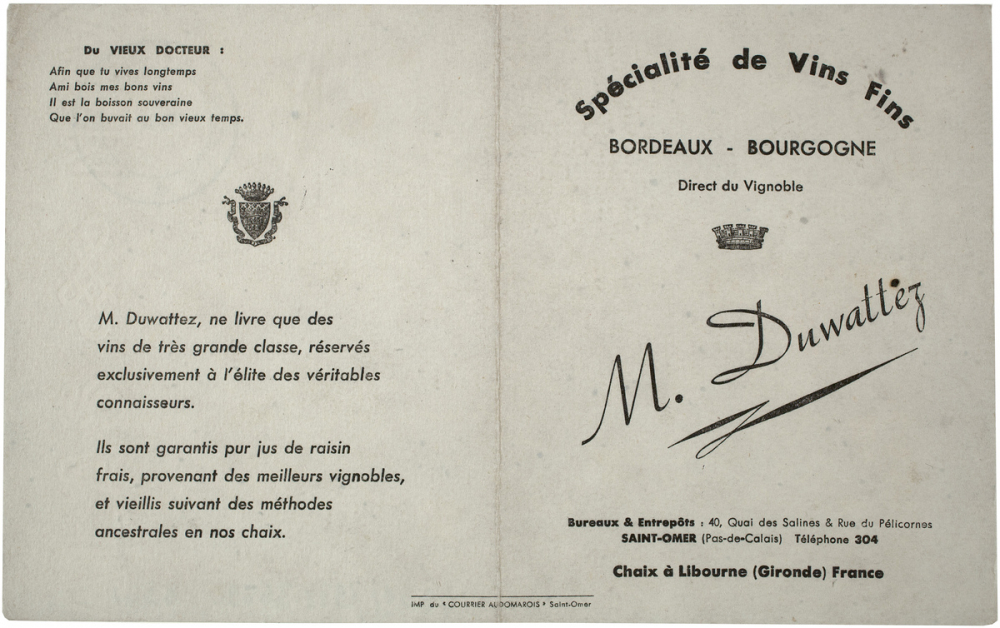 Du VIEUX DOCTEUR :
Afin que tu vives longtemps
Ami bois mes bons vins
Il est la boisson souveraine
Que l'on buvait au bon vieux temps.
M. Duwattez, ne livre que des
vins de très grande classe, réservés
exclusivement à l'élite des véritables
connaisseurs.
Ils sont garantis pur jus de raisin
frais, provenant des meilleurs vignobles,
et vieillis suivant des méthodes
ancestrales en nos chaix.
IMP du "COURRIER AUDOMAROIS" Saint-Omer
Spécialité de Vins Fins
BORDEAUX - BOURGOGNE
Direct du Vignoble
M. Duwattez
Bureaux & Entrepôts : 40, Quai des Salines & Rue du Pélicornes
SAINT-OMER (Pas-de-Calais) Téléphone 304
Chaix à Libourne (Gironde) France